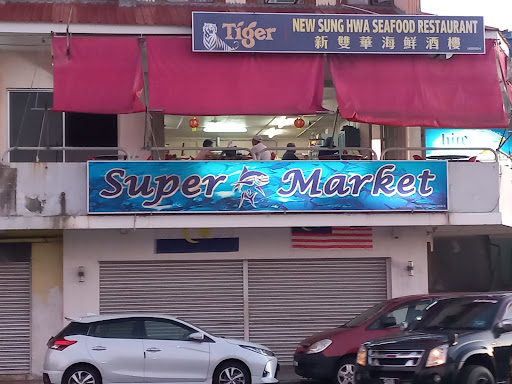 Tiger
NEW SUNG HWA SEAFOOD RESTAURANT
新雙華海鮮酒樓
Super Market